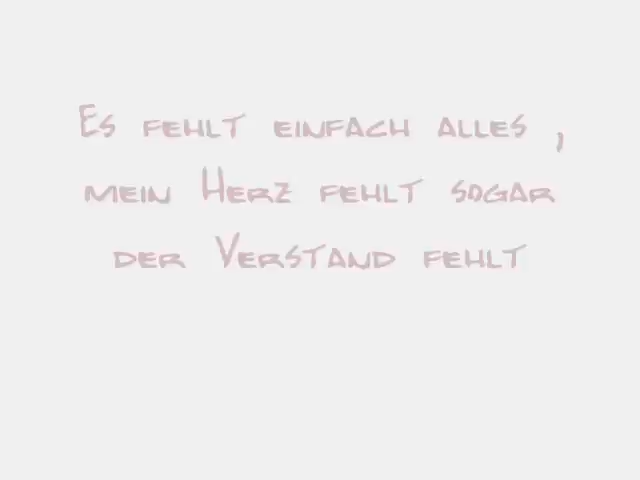 Es fehlt einfach alles ,
mein Herz fehlt sogar
der Verstand fehlt